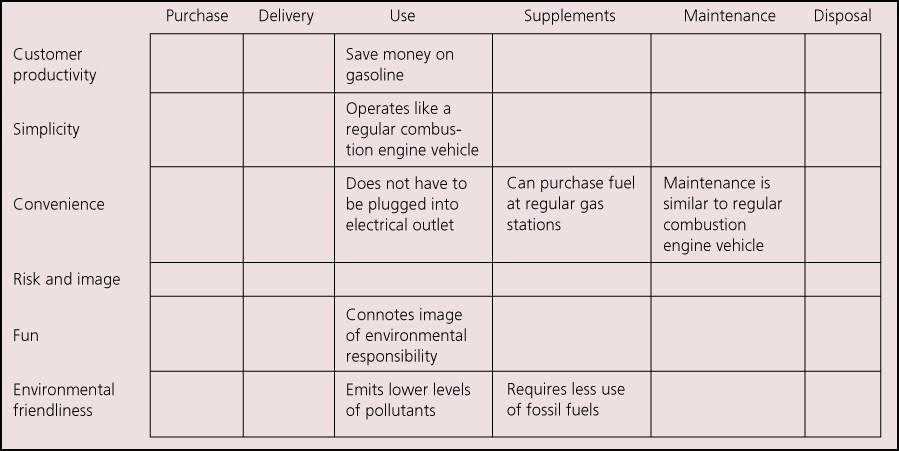 Purchase Delivery Use Supplements Maintenance Disposal
Customer
productivity
Save money on
gasoline
Simplicity
Operates like a
regular combus-
tion engine vehicle
Convenience
Does not have to
be plugged into
electrical outlet
Can purchase fuel
at regular gas
stations
Maintenance is
similar to regular
combustion
engine vehicle
Risk and image
Fun
Connotes image
of environmental
responsibility
Environmental
friendliness
Emits lower levels
of pollutants
Requires less use
of fossil fuels